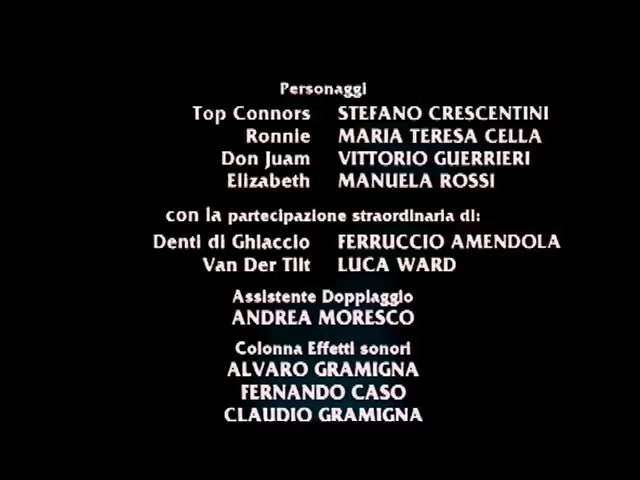 Personaggi
Top Connors STEFANO CRESCENTINI
Ronnie MARIA TERESA CELLA
Don Juam VITTORIO GUERRIERI
Elizabeth MANUELA ROSSI
con la partecipazione straordinaria di:
Denti di Ghiaccio FERRUCCIO AMENDOLA
Van Der Tilt LUCA WARD
Assistente Doppiaggio
ANDREA MORESCO
Colonna Effetti sonori
ALVARO GRAMIGNA
FERNANDO CASO
CLAUDIO GRAMIGNA